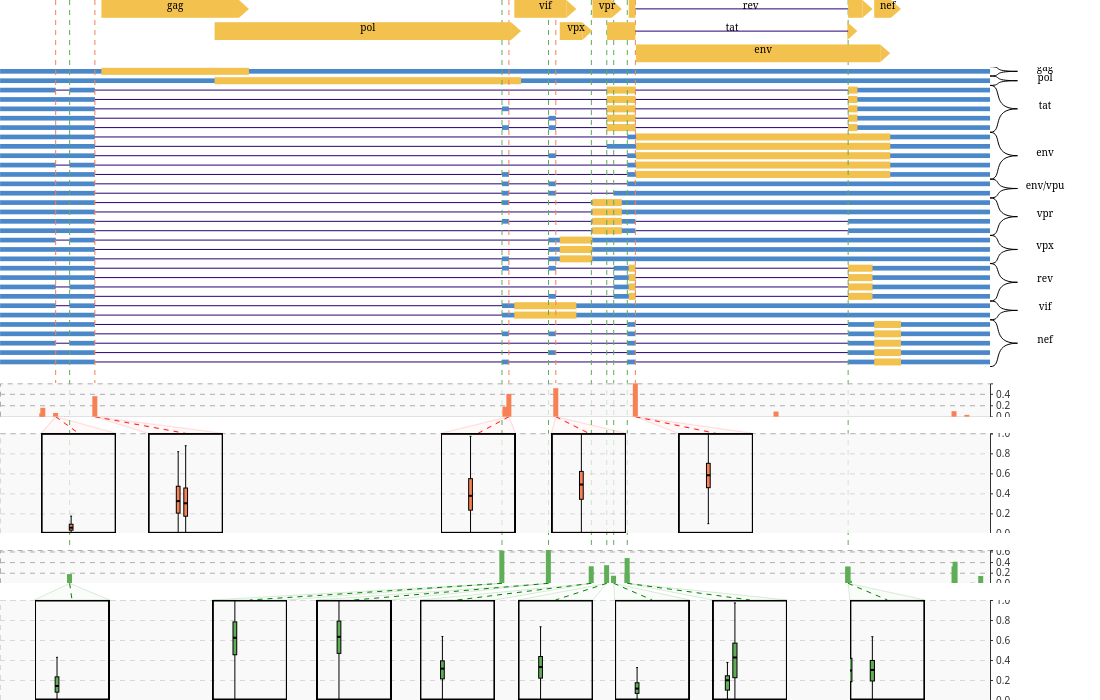 gag vif vpr rev nef
pol vpx tat
env
gag
pol
tat
env
env/vpu
vpr
vpx
rev
vif
nef
0.4
0.2
0.0
1.0
0.8
0.6
0.4
0.2
0.0
0.6
0.4
0.2
0.0
1.0
0.8
0.6
0.4
0.2